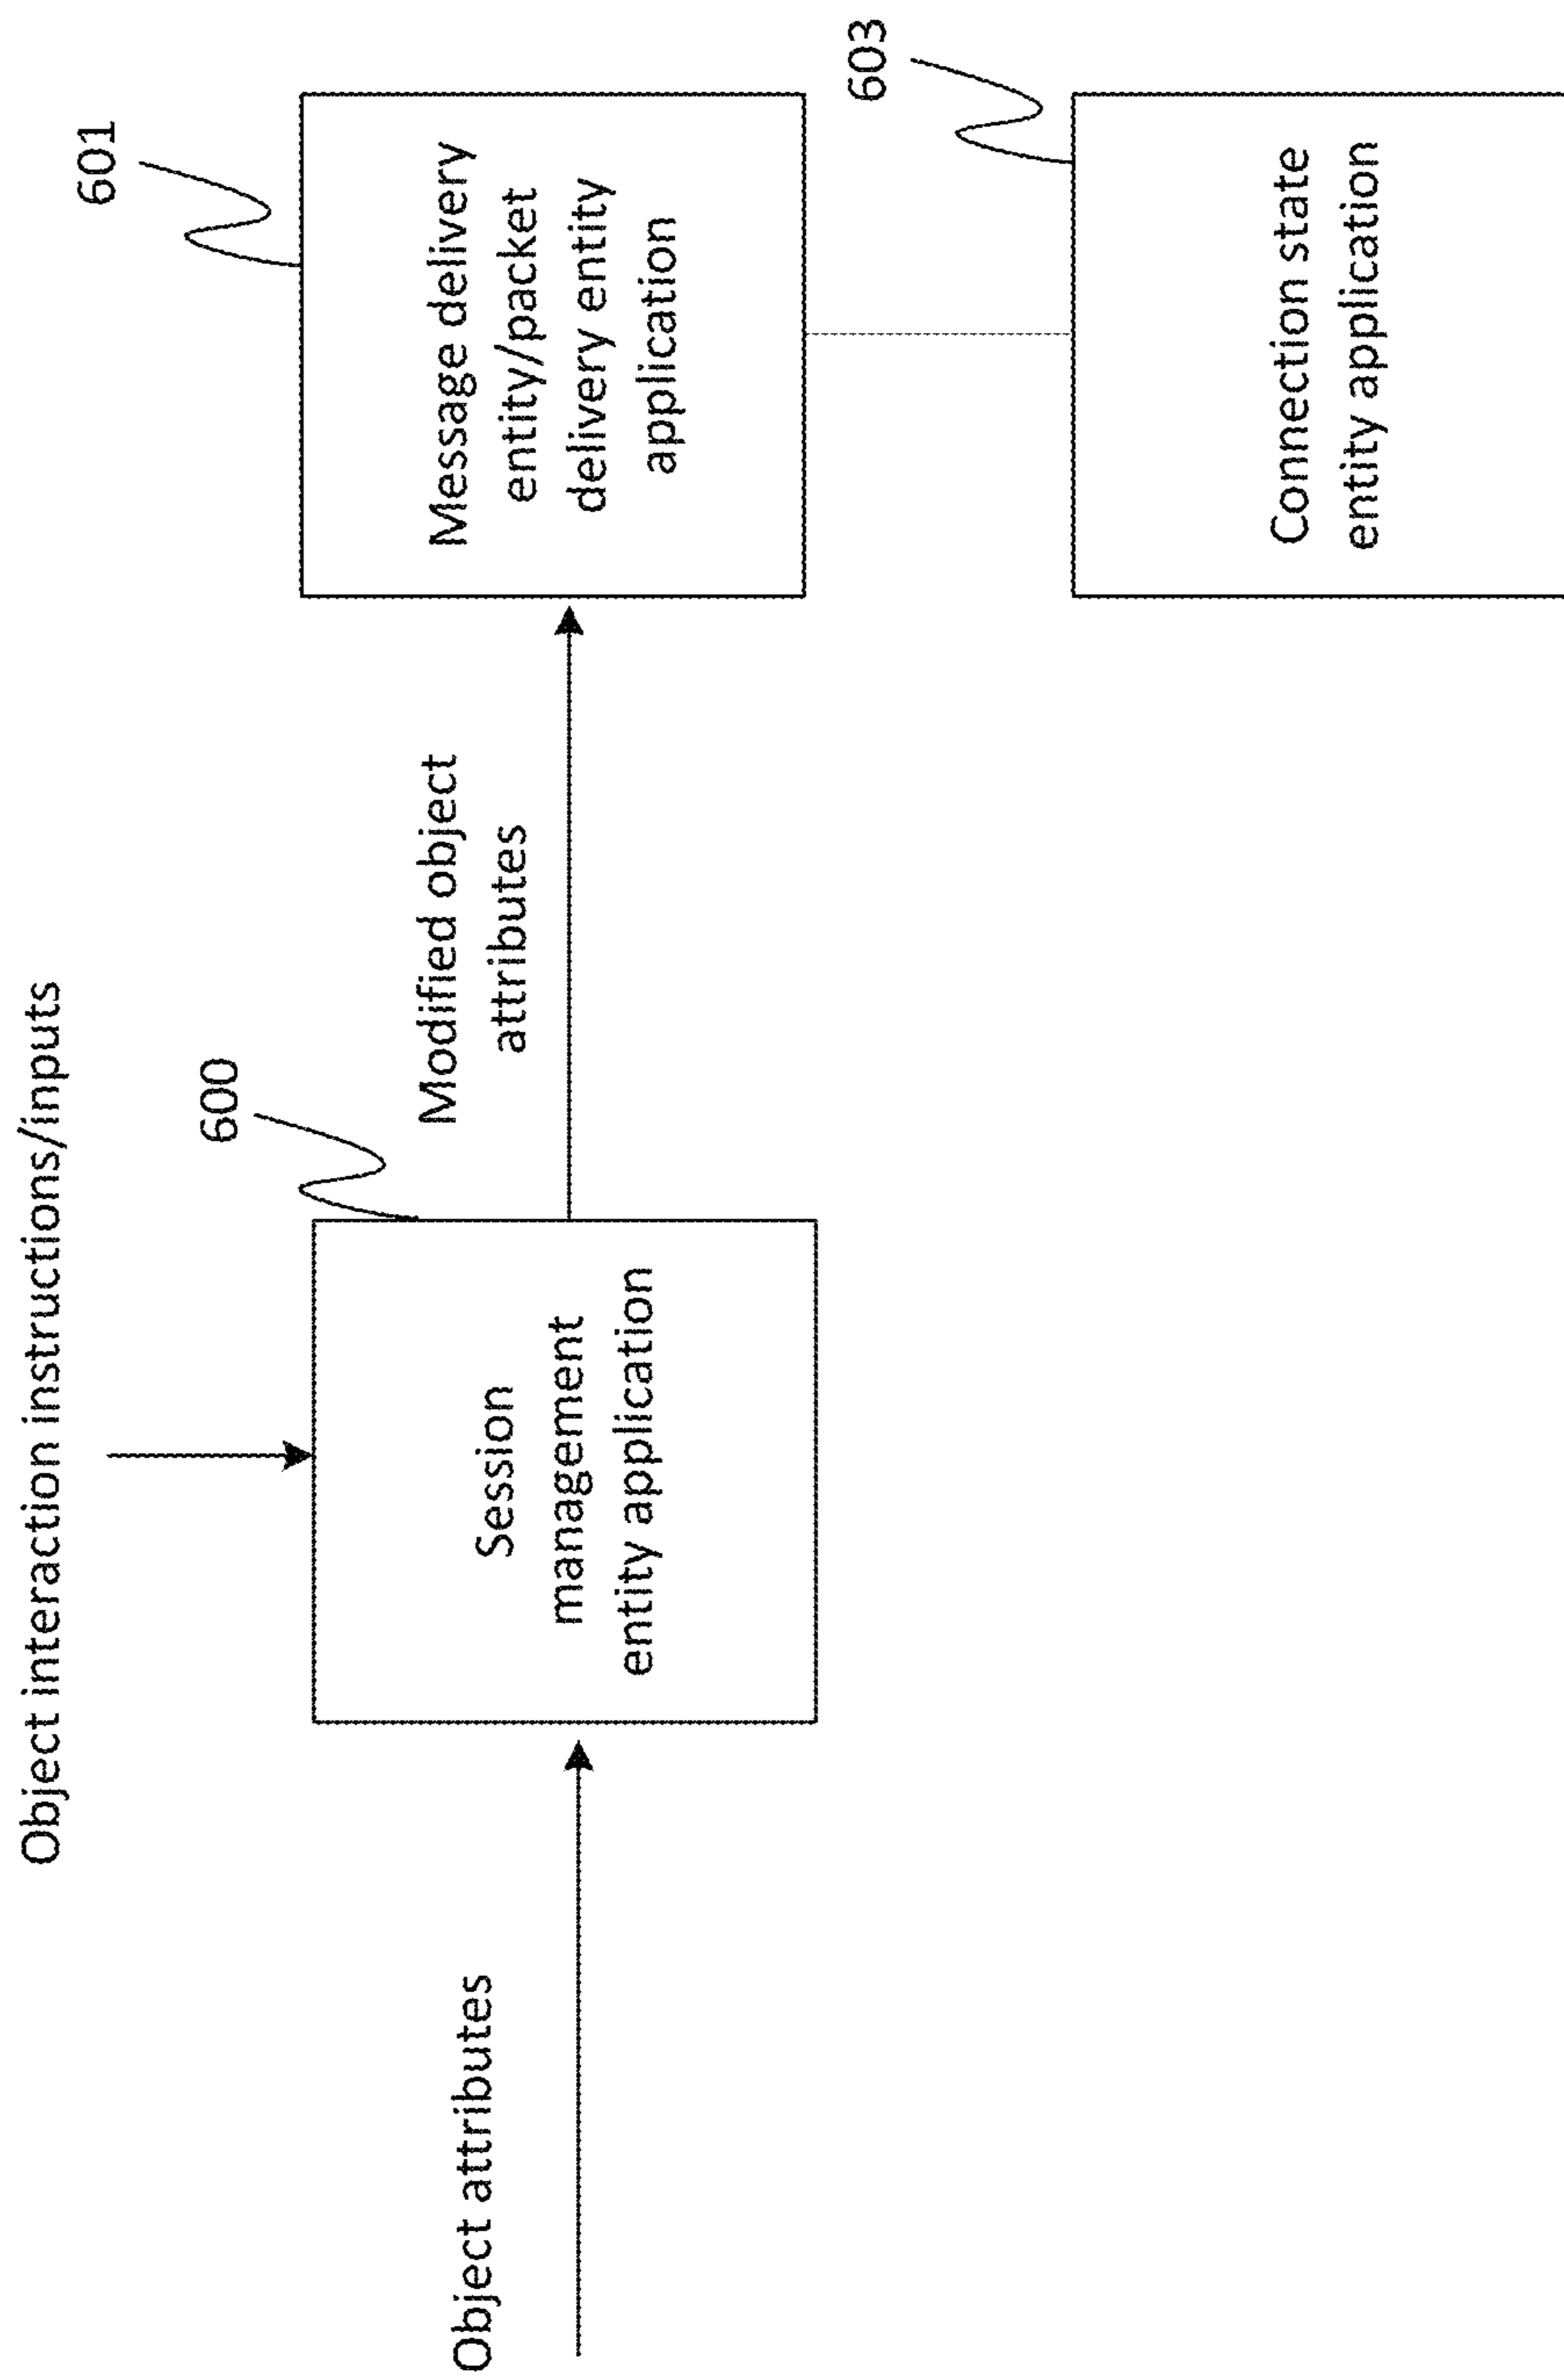 Object interaction instructions/inputs
600
601
Object attributes
Session
management
entity application
Modified object
attributes
Message delivery
entity/packet
delivery entity
application
603
Connection state
entity application